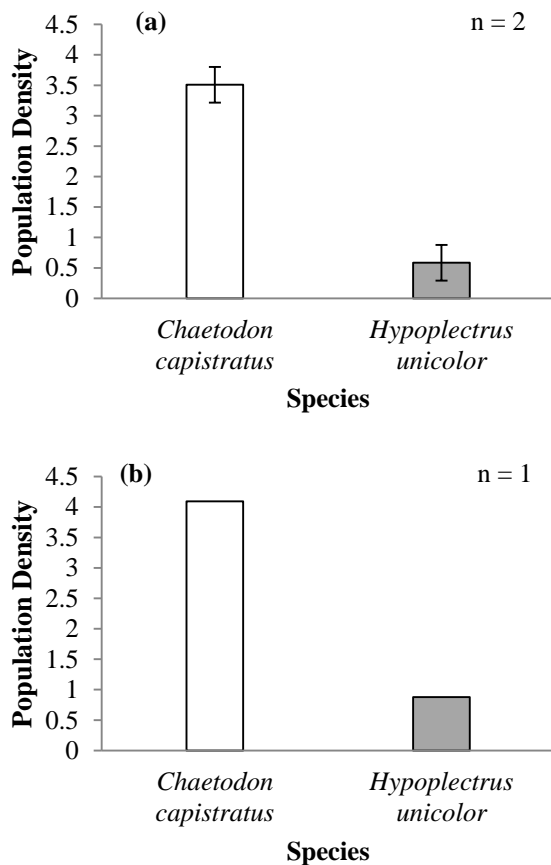 (a)
n = 2
Population Density
4.5
4
3.5
3
2.5
2
1.5
1
0.5
0
Chaetodon capistratus
Hypoplectrus unicolor
Species
(b)
n = 1
Population Density
4.5
4
3.5
3
2.5
2
1.5
1
0.5
0
Chaetodon capistratus
Hypoplectrus unicolor
Species